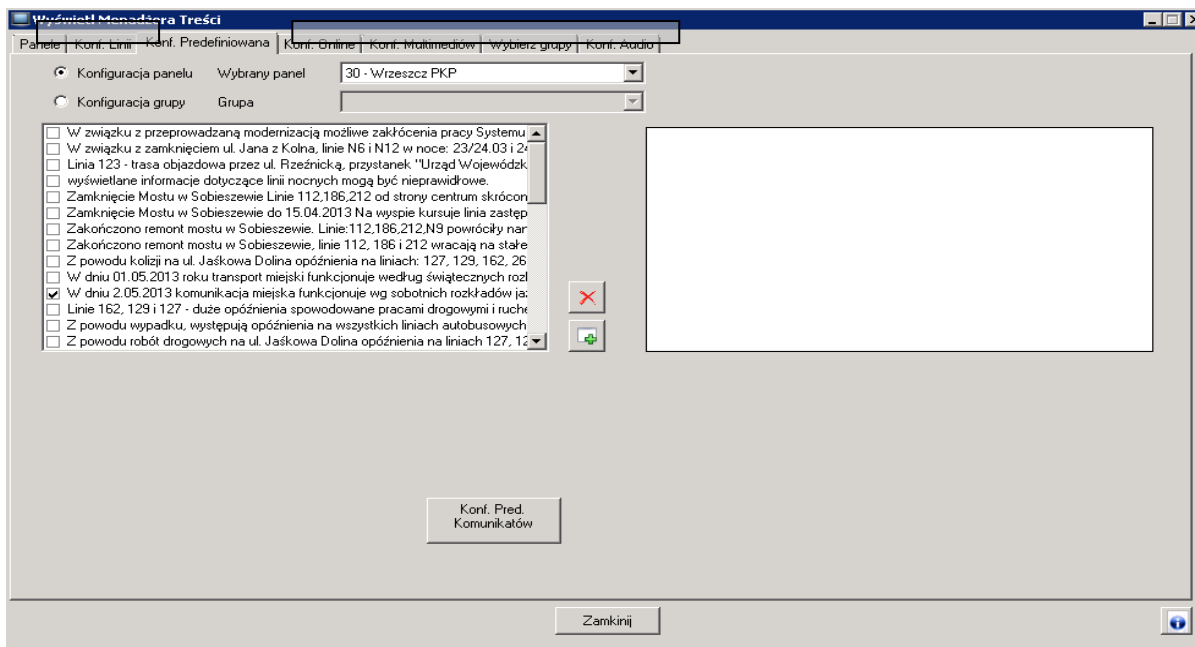 Wyświetl Menadżera Treści
Panele Konf. Linii Konf. Predefiniowana Konf. Online Konf. Multimediów Wybierz grupy Konf. Audio
Konfiguracja panelu Wybrany panel 30 - Wrzeszcz PKP
Konfiguracja grupy Grupa
W związku z przeprowadzaną modernizacją możliwe zakłócenia pracy Systemu
W związku z zamknięciem ul. Jana z Kolna, linie N6 i N12 w noce: 23/24.03 i 24
Linia 123 - trasa objazdowa przez ul. Rzeźnicką, przystanek "Urząd Wojewódzk
wyświetlane informacje dotyczące linii nocnych mogą być nieprawidłowe.
Zamknięcie Mostu w Sobieszewie Linie 112,186,212 od strony centrum skrócon
Zamknięcie Mostu w Sobieszewie do 15.04.2013 Na wyspie kursuje linia zastęp
Zakończono remont mostu w Sobieszewie. Linie:112,186,212,N9 powróciły nar
Zakończono remont mostu w Sobieszewie, linie 112, 186 i 212 wracają na stałe
Z powodu kolizji na ul. Jaśkowa Dolina opóźnienia na liniach: 127, 129, 162, 26
W dniu 01.05.2013 roku transport miejski funkcjonuje według świątecznych rozl
W dniu 2.05.2013 komunikacja miejska funkcjonuje wg sobotnich rozkładów ja
Linie 162, 129 i 127 - duże opóźnienia spowodowane pracami drogowymi i ruche
Z powodu wypadku, występują opóźnienia na wszystkich liniach autobusowych
Z powodu robót drogowych na ul. Jaśkowa Dolina opóźnienia na liniach 127, 12
Konf. Pred.
Komunikatów
Zamkinij